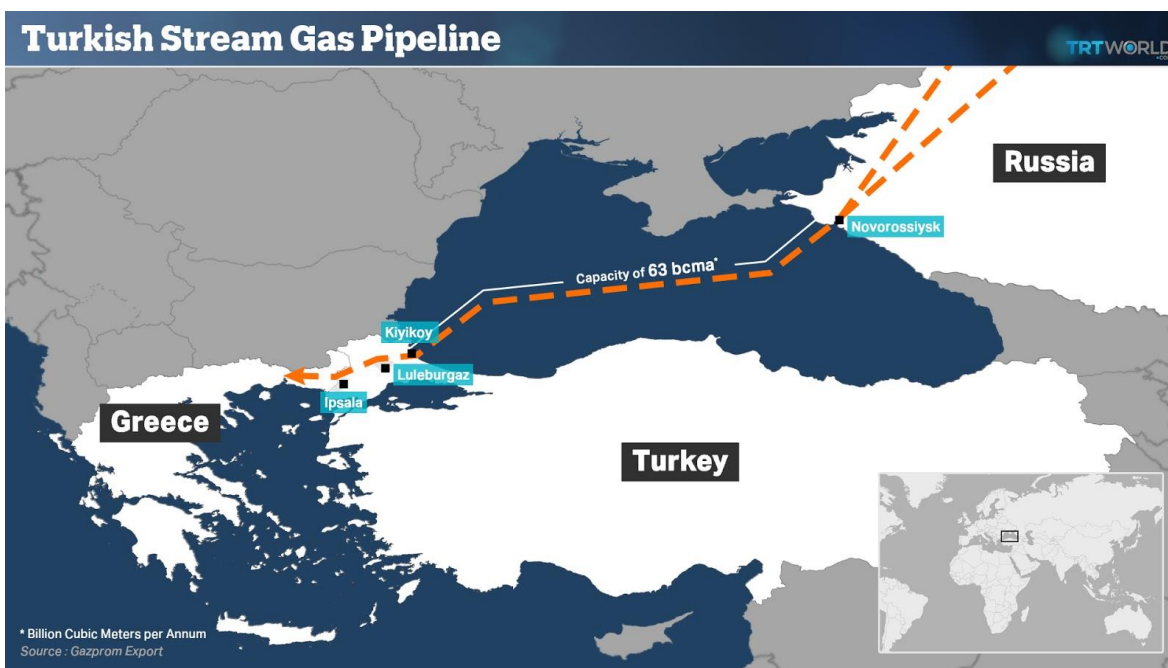 Turkish Stream Gas Pipeline
TRTWORLD
Russia
Novorossiysk
Capacity of 63 bcma*
Kiyikoy
Luleburgaz
Ipsala
Greece
Turkey
* Billion Cubic Meters per Annum
Source : Gazprom Export